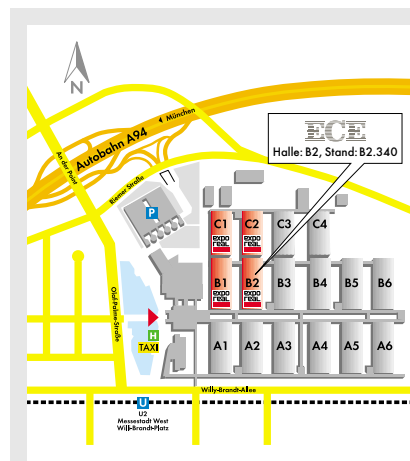 N
München
Autobahn A94
An der Point
Riemer Straße
ECE
Halle: B2, Stand: B2.340
P
C1
C2
C3
C4
expo real
expo real
B1
B2
B3
B4
B5
B6
expo real
expo real
Olof-Palme-Straße
H
TAXI
A1
A2
A3
A4
A5
A6
Willy-Brandt-Allee
U
U2
Messestadt West
Willi-Brandt-Platz